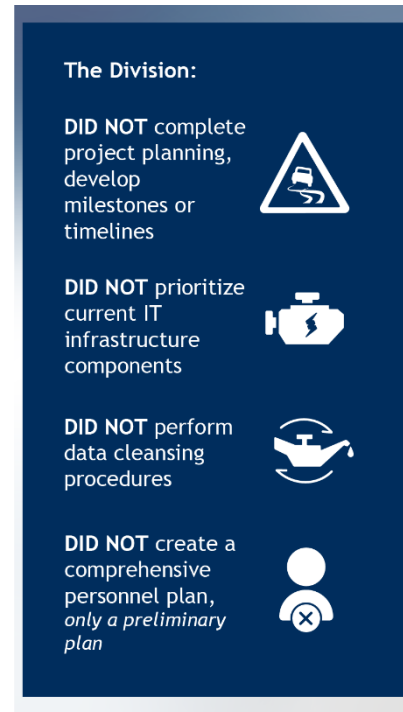 The Division:
DID NOT complete
project planning,
develop
milestones or
timelines
DID NOT prioritize
current IT
infrastructure
components
DID NOT perform
data cleansing
procedures
DID NOT create a
comprehensive
personnel plan,
only a preliminary
plan